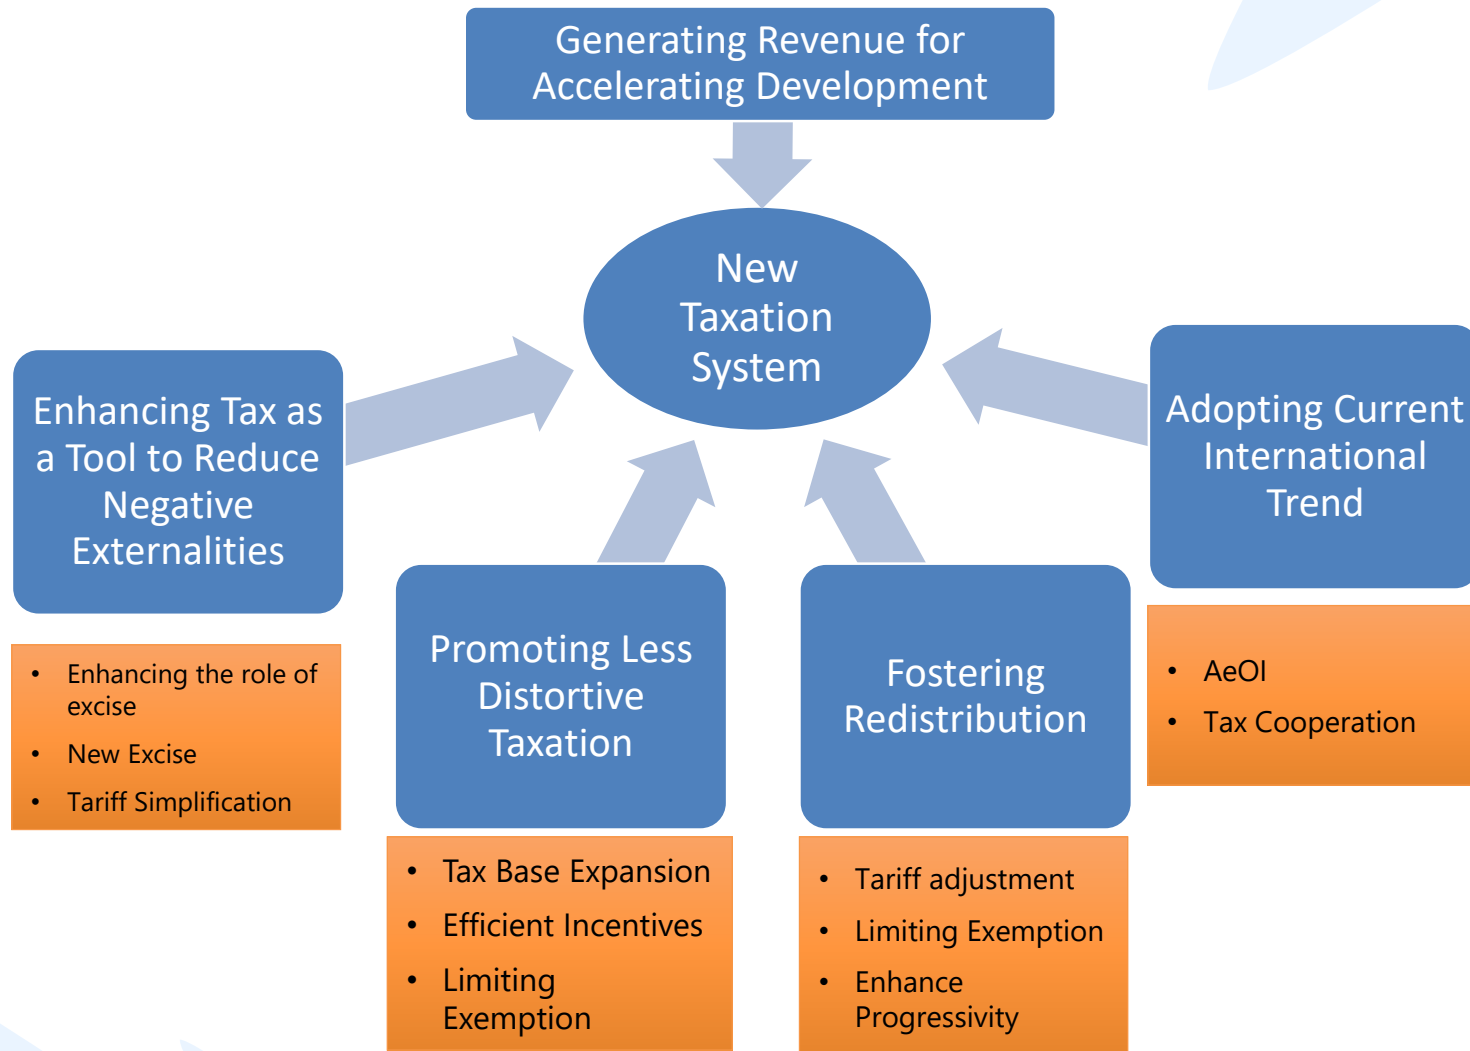 Generating Revenue for
Accelerating Development
New
Taxation
System
Enhancing Tax as
a Tool to Reduce
Negative
Externalities
• Enhancing the role of
excise
• New Excise
• Tariff Simplification
Promoting Less
Distortive
Taxation
• Tax Base Expansion
• Efficient Incentives
• Limiting
Exemption
Fostering
Redistribution
• Tariff adjustment
• Limiting Exemption
• Enhance
Progressivity
Adopting Current
International
Trend
• AeOI
• Tax Cooperation